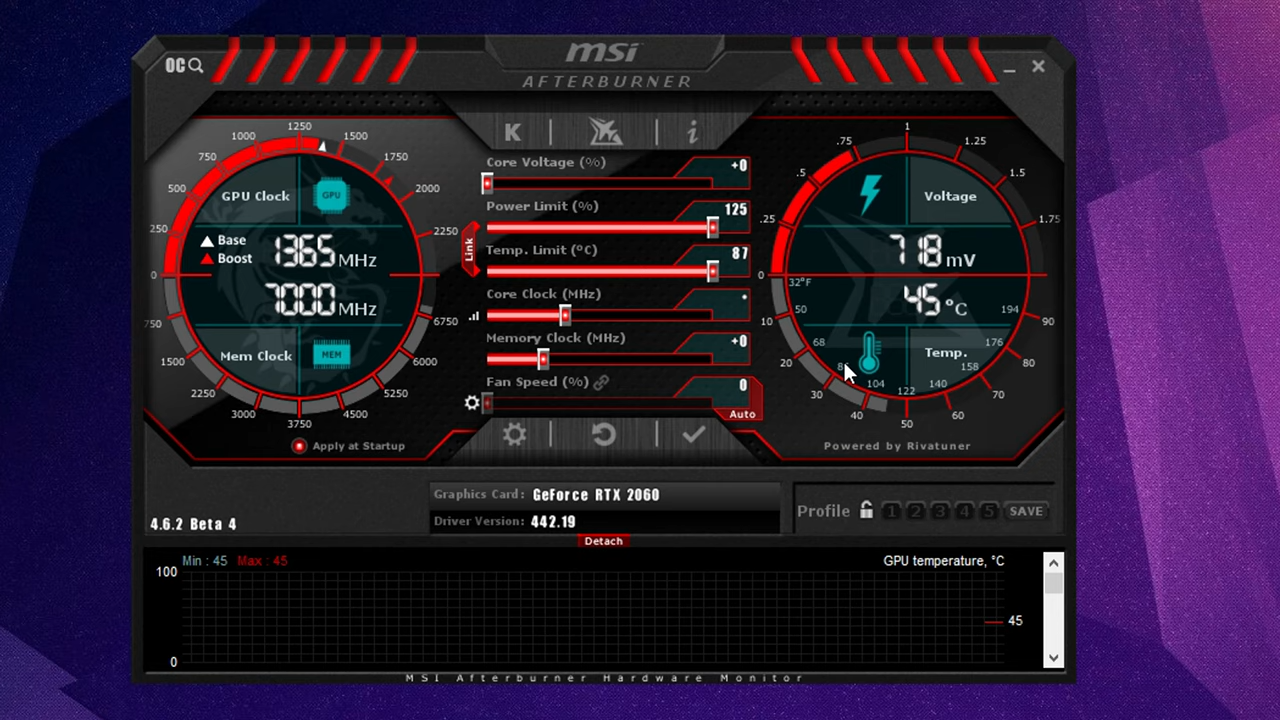 OC
msi
AFTERBURNER
K
i
GPU Clock
GPU
Base
Boost
1365 MHz
7000 MHz
Mem Clock
MEM
0
250
500
750
1000
1250
1500
1750
2000
2250
750
1500
2250
3000
3750
4500
5250
6000
6750
Apply at Startup
Core Voltage (%)
+0
Power Limit (%)
125
Link
Temp. Limit (ºC)
87
Core Clock (MHz)
Memory Clock (MHz)
+0
Fan Speed (%)
0
Auto
Voltage
718 mV
45 °C
Temp.
0
.25
.5
.75
1
1.25
1.5
1.75
32°F
50
68
104
122
140
158
176
194
10
20
30
40
50
60
70
80
90
Powered by Rivatuner
4.6.2 Beta 4
Graphics Card: GeForce RTX 2060
Driver Version: 442.19
Profile 1 2 3 4 5 SAVE
Detach
Min : 45 Max : 45
GPU temperature, °C
100
45
0
MSI Afterburner Hardware Monitor